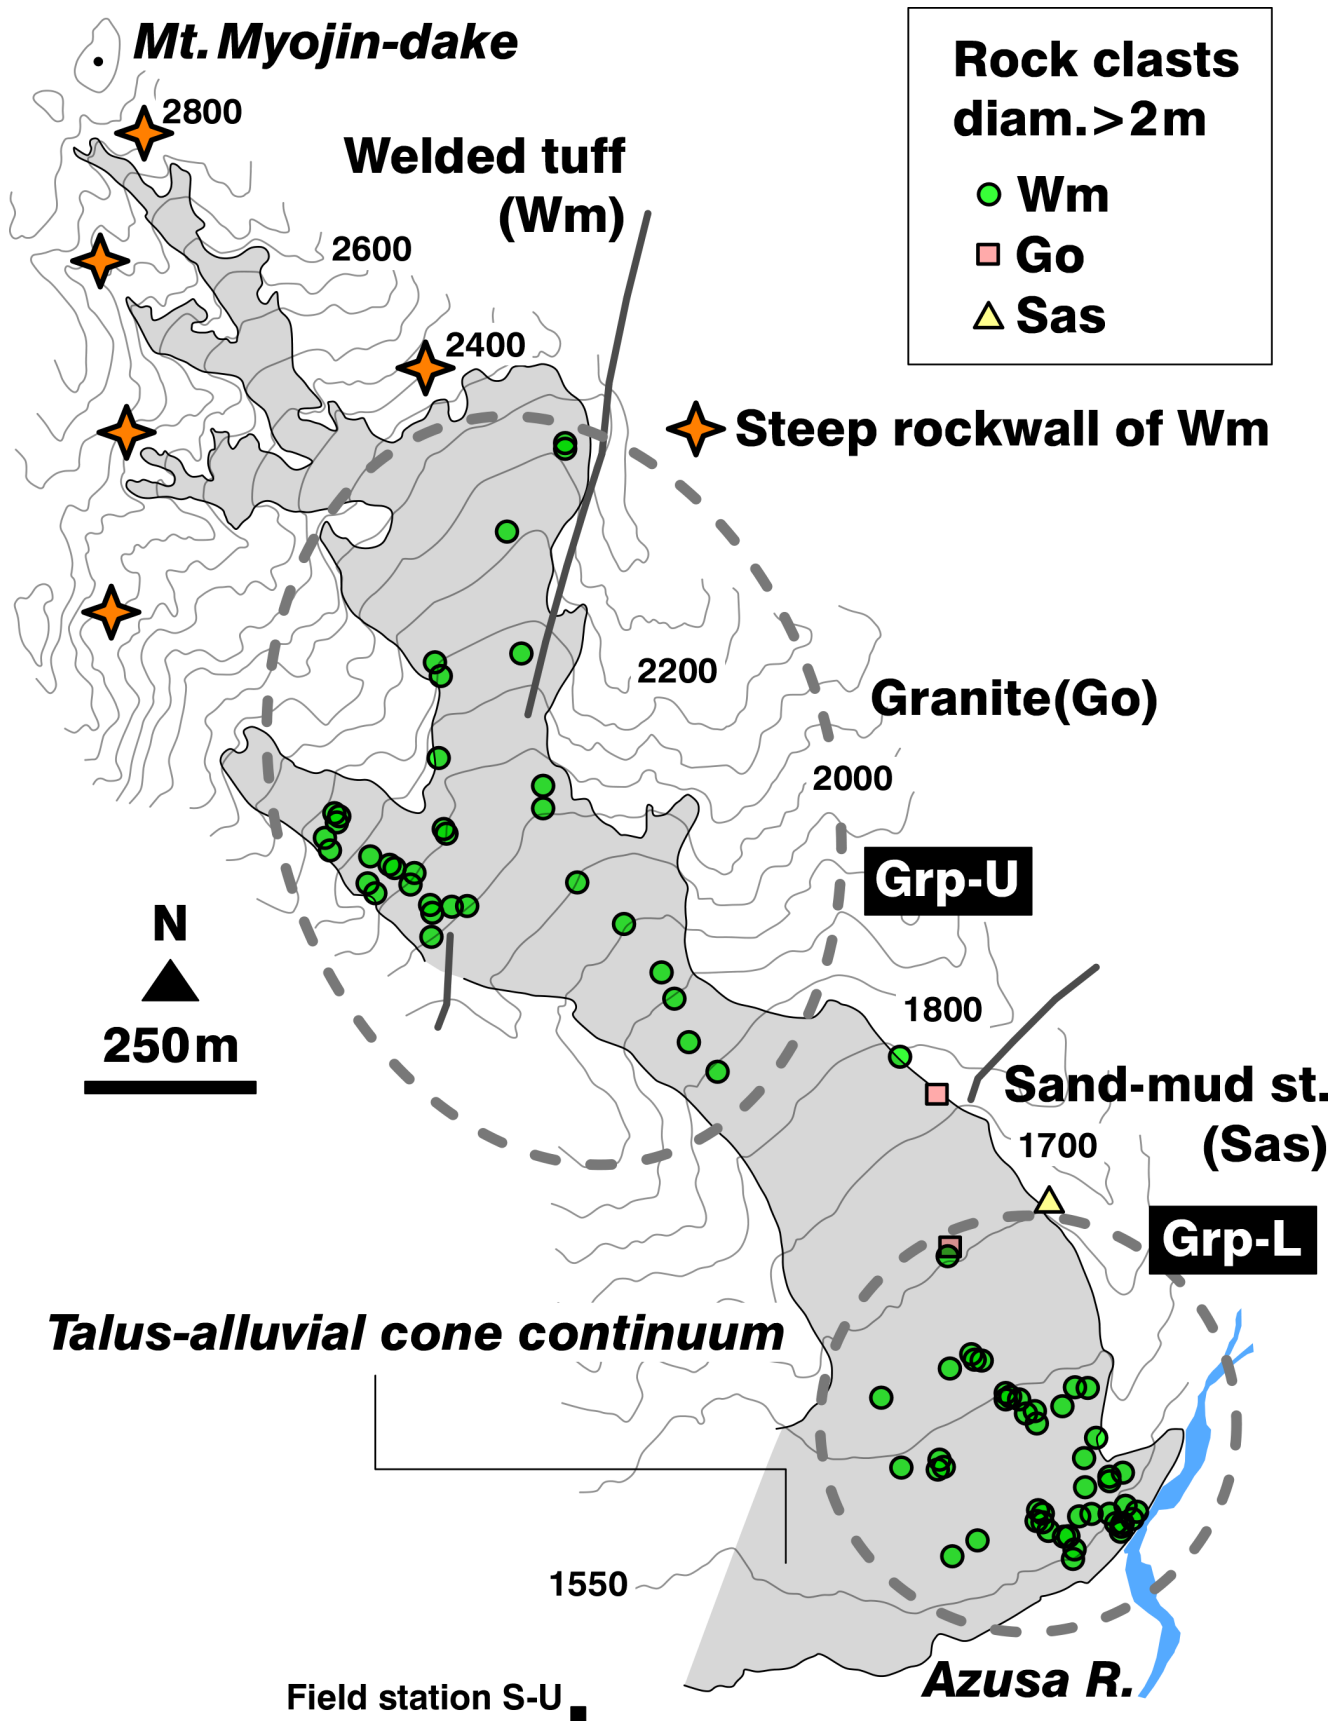 Mt. Myojin-dake
2800
Rock clasts
diam.>2m
Wm
Go
Sas
Welded tuff
(Wm)
2600
2400
Steep rockwall of Wm
2200
Granite(Go)
2000
Grp-U
N
250m
1800
Sand-mud st.
(Sas)
1700
Grp-L
Talus-alluvial cone continuum
1550
Azusa R.
Field station S-U